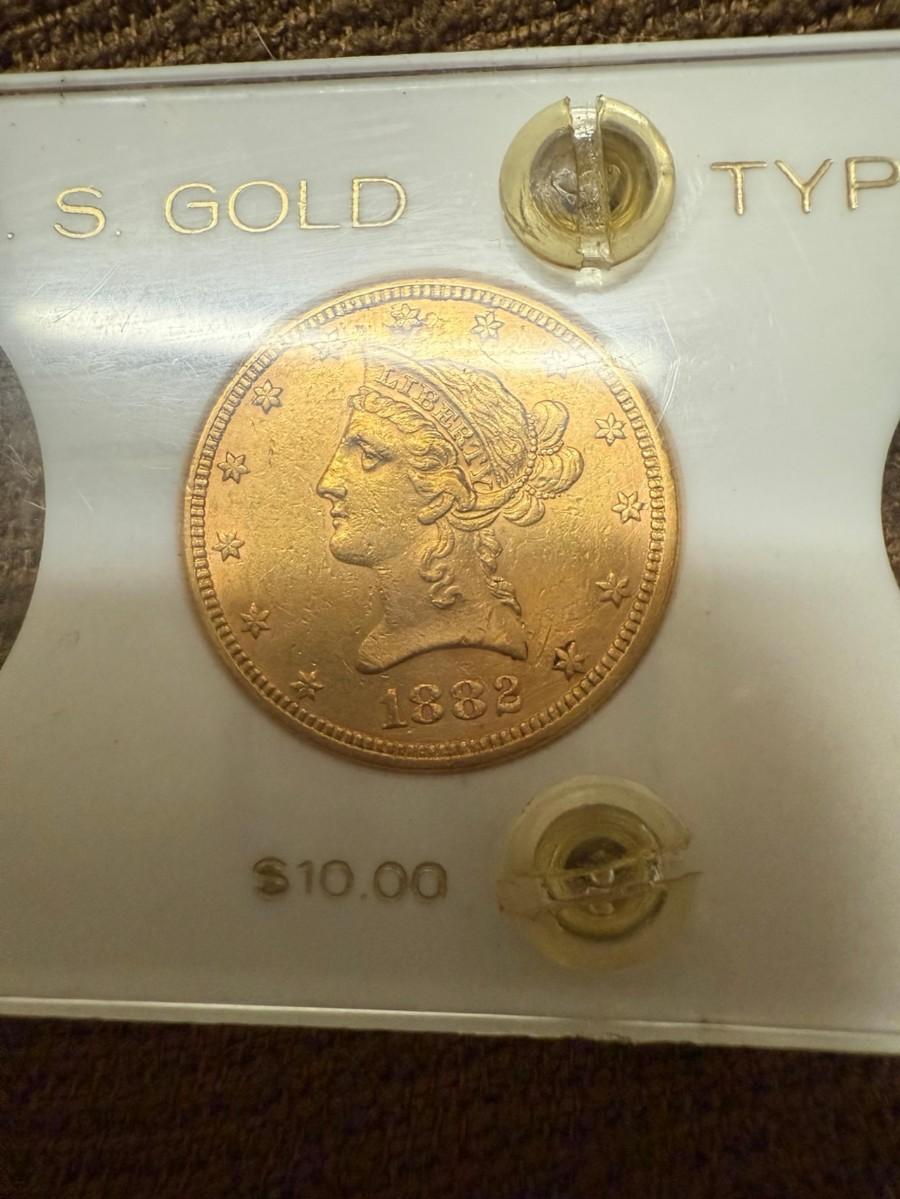 . S. GOLD TYP
LIBERTY
1882
$10.00